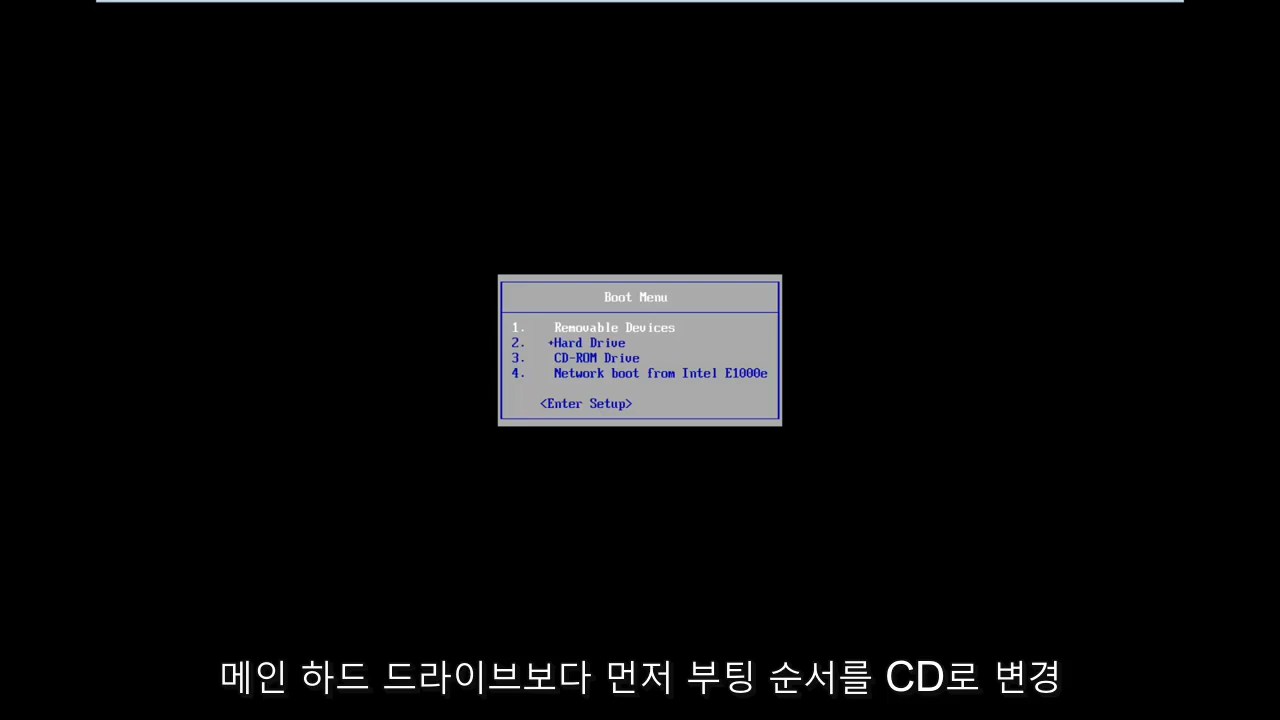 Boot Menu
1. Removable Devices
2. +Hard Drive
3. CD-ROM Drive
4. Network boot from Intel E1000e
<Enter Setup>
메인 하드 드라이브보다 먼저 부팅 순서를 CD로 변경